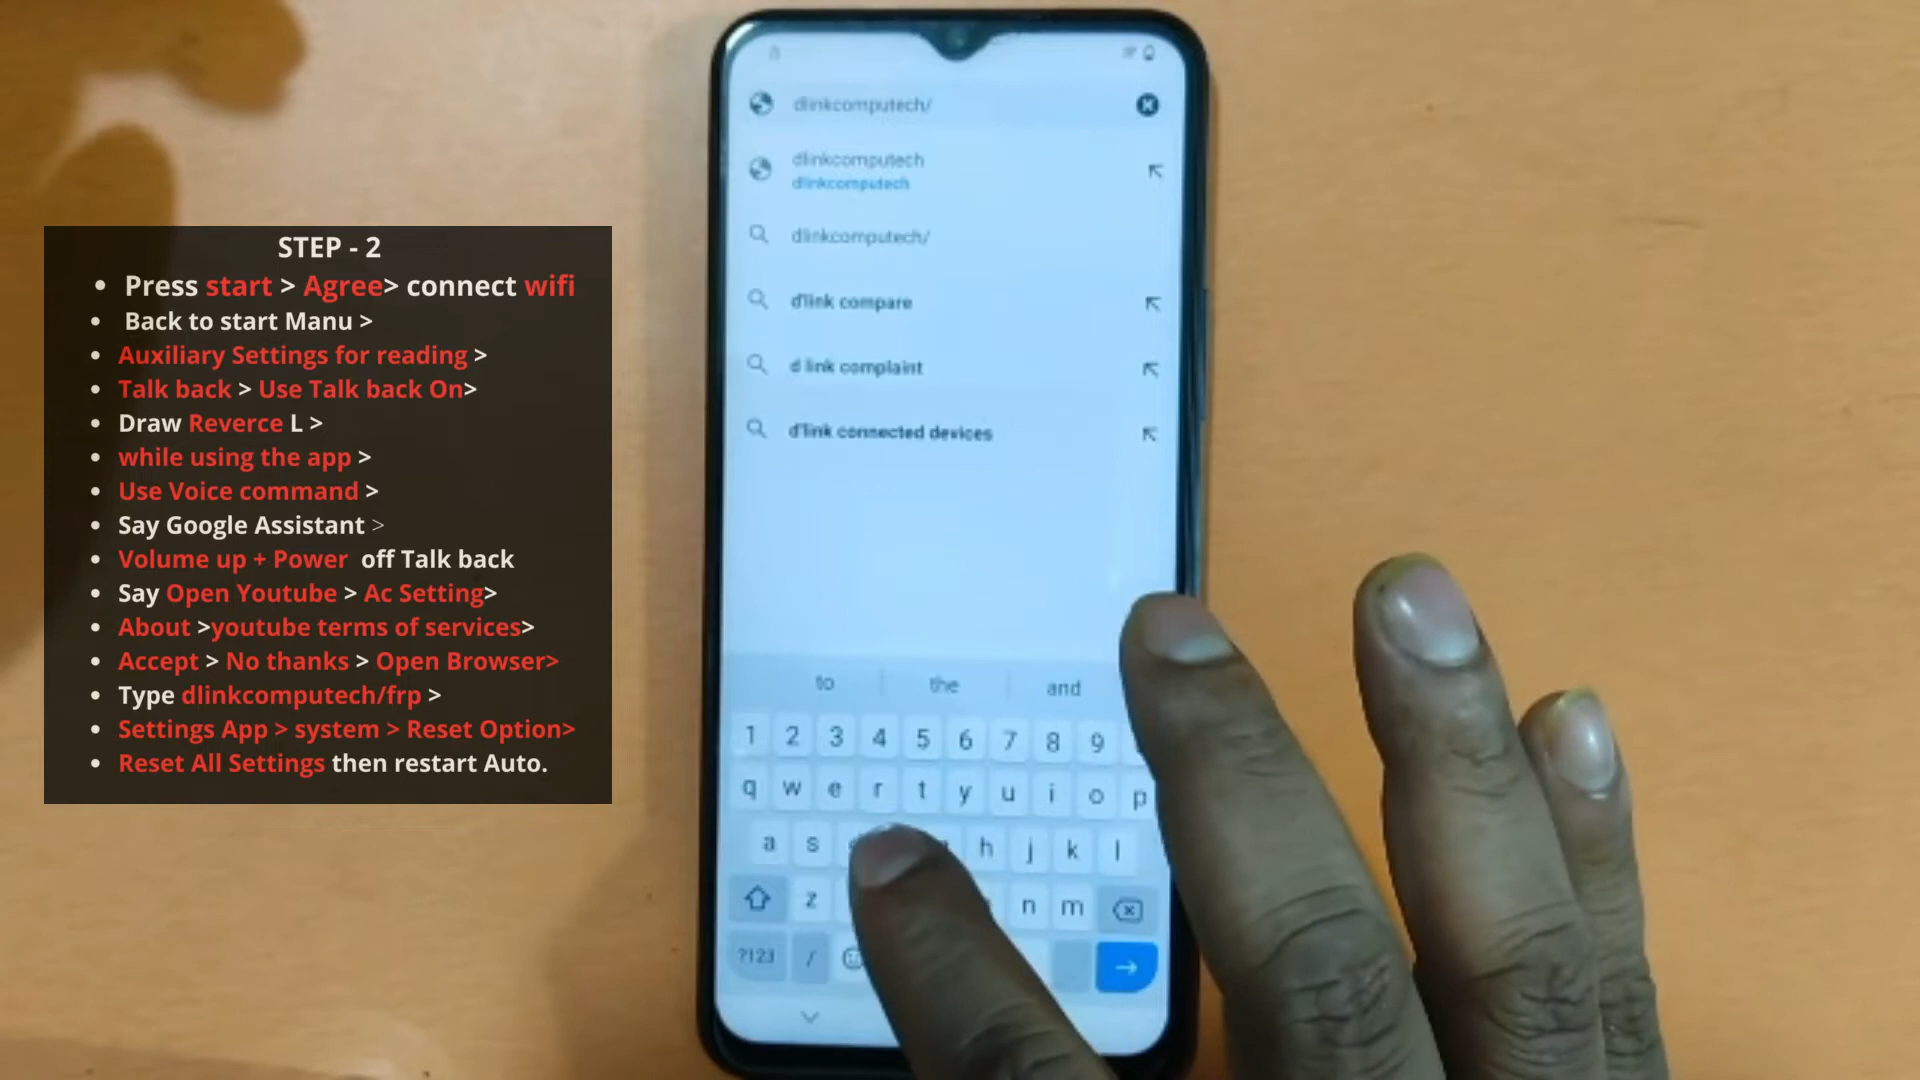 STEP - 2
• Press start > Agree> connect wifi
• Back to start Manu >
• Auxiliary Settings for reading >
• Talk back > Use Talk back On>
• Draw Reverce L >
• while using the app >
• Use Voice command >
• Say Google Assistant >
• Volume up + Power off Talk back
• Say Open Youtube > Ac Setting>
• About >youtube terms of services>
• Accept > No thanks > Open Browser>
• Type dlinkcomputech/frp >
• Settings App > system > Reset Option>
• Reset All Settings then restart Auto.
dlinkcomputech/
dlinkcomputech
dlinkcomputech
dlinkcomputech/
d'link compare
d link complaint
d'link connected devices
to the and
1 2 3 4 5 6 7 8 9
q w e r t y u i o p
a s h j k l
z n m
?123 /